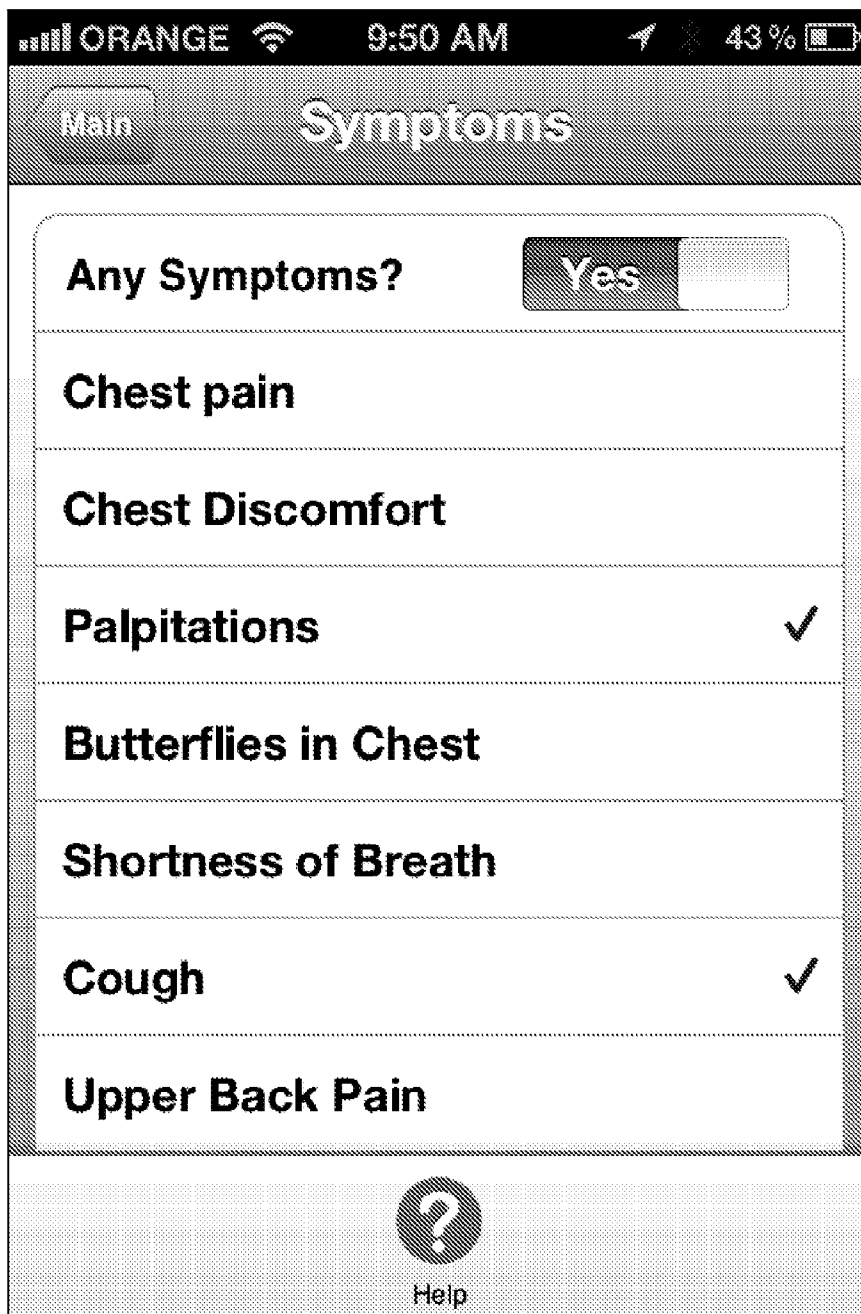 ORANGE 9:50 AM 43%
Main Symptoms
Any Symptoms? Yes
Chest pain
Chest Discomfort
Palpitations ✓
Butterflies in Chest
Shortness of Breath
Cough ✓
Upper Back Pain
?
Help